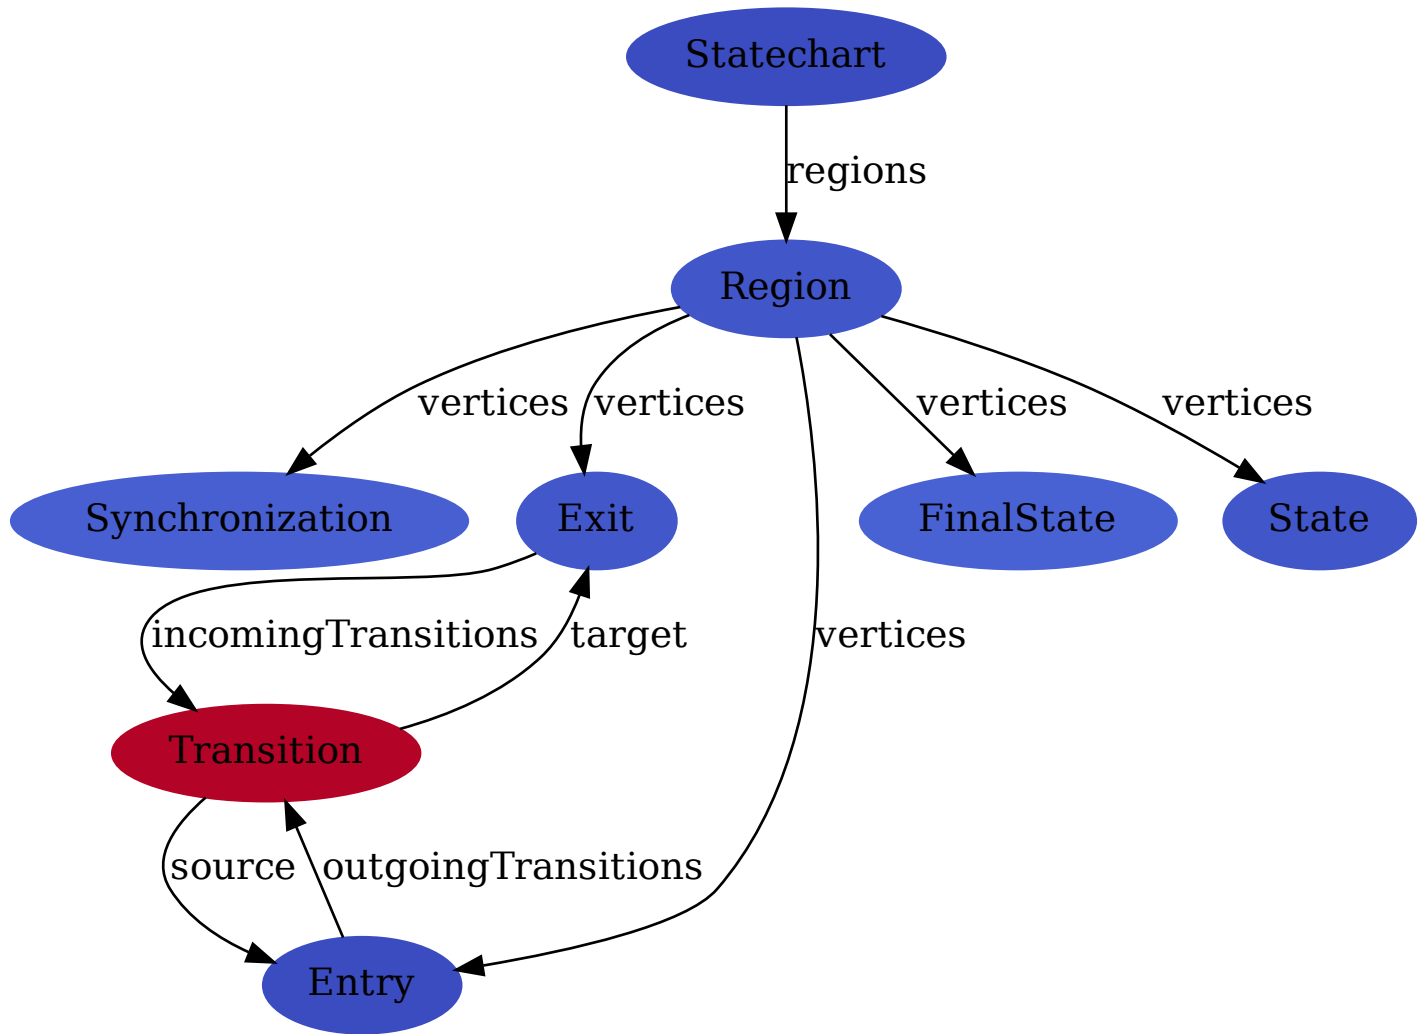 Statechart
regions
Region
vertices
vertices
vertices
vertices
Synchronization
Exit
FinalState
State
incomingTransitions
target
vertices
Transition
source
outgoingTransitions
Entry